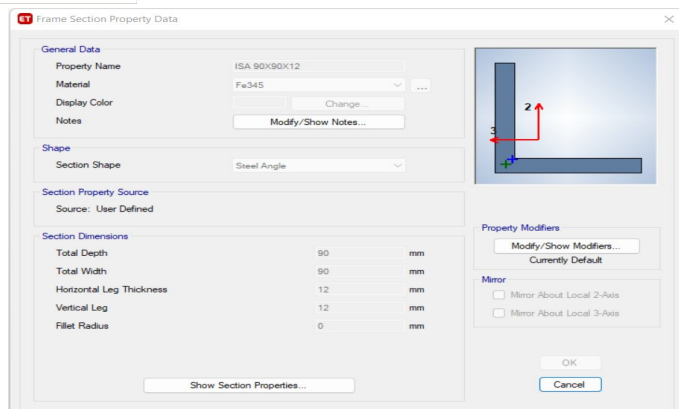 ET Frame Section Property Data
General Data
Property Name ISA 90X90X12
Material Fe345 ...
Display Color Change...
Notes Modify/Show Notes...
Shape
Section Shape Steel Angle
Section Property Source
Source: User Defined
Section Dimensions
Total Depth 90 mm
Total Width 90 mm
Horizontal Leg Thickness 12 mm
Vertical Leg 12 mm
Fillet Radius 0 mm
Show Section Properties...
2
3
Property Modifiers
Modify/Show Modifiers...
Currently Default
Mirror
Mirror About Local 2-Axis
Mirror About Local 3-Axis
OK
Cancel